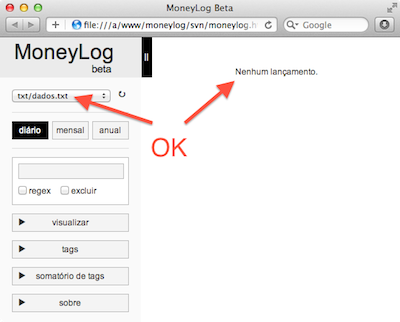 MoneyLog Beta
file:///a/www/moneylog/svn/moneylog.h
Google
MoneyLog
beta
txt/dados.txt
Nenhum lançamento.
OK
diário mensal anual
regex excluir
visualizar
tags
somatório de tags
sobre